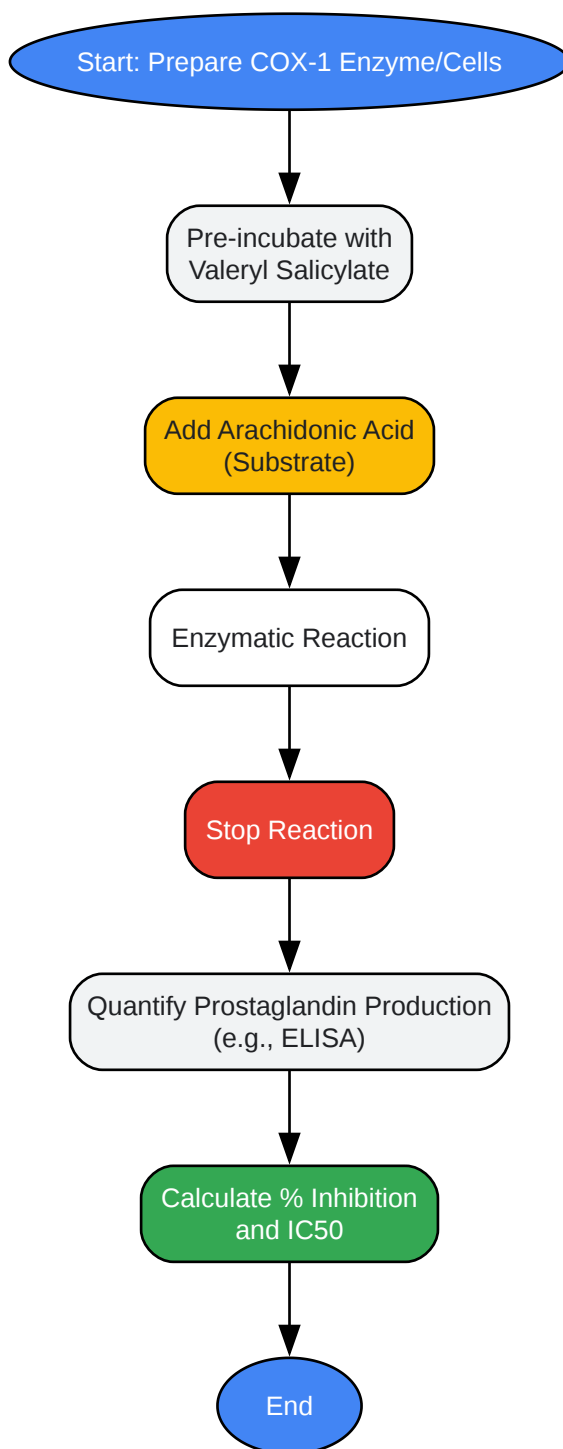 Start: Prepare COX-1 Enzyme/Cells
Pre-incubate with
Valeryl Salicylate
Add Arachidonic Acid
(Substrate)
Enzymatic Reaction
Stop Reaction
Quantify Prostaglandin Production
(e.g., ELISA)
Calculate % Inhibition
and IC50
End